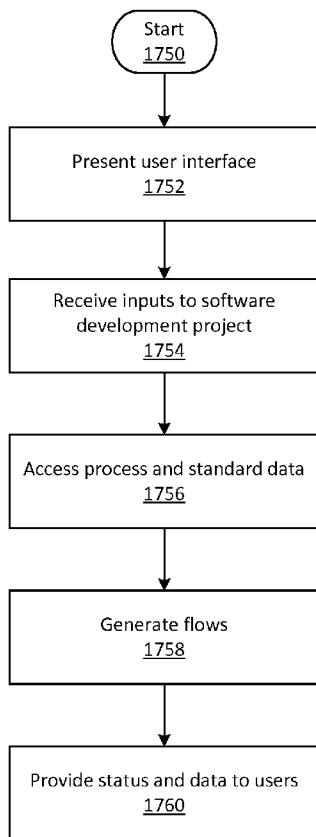 Start
1750
Present user interface
1752
Receive inputs to software
development project
1754
Access process and standard data
1756
Generate flows
1758
Provide status and data to users
1760